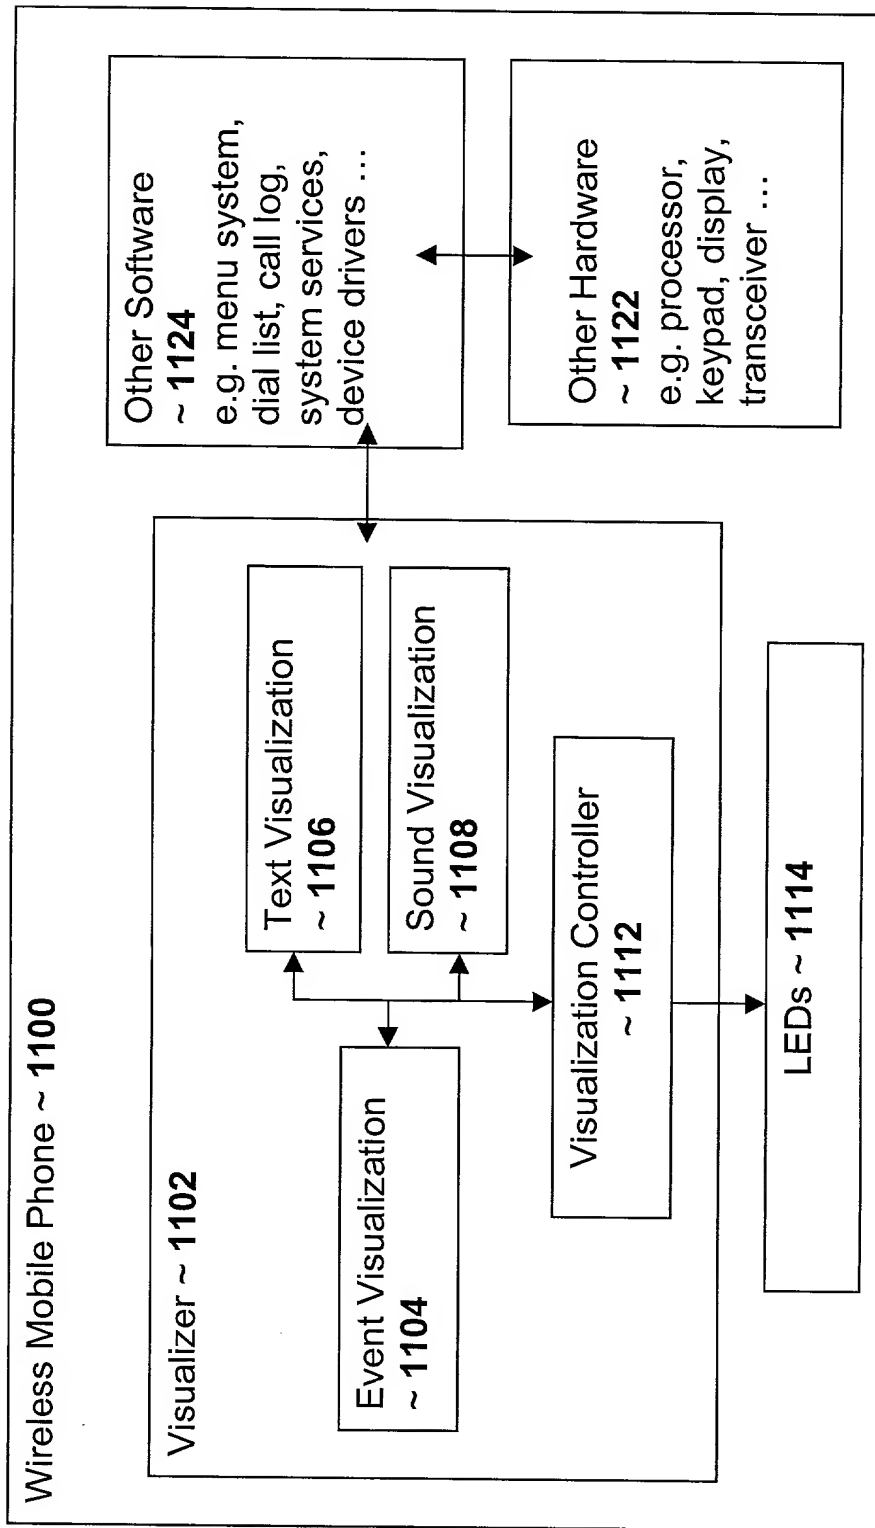 Wireless Mobile Phone ~ 1100
Visualizer ~ 1102
Event Visualization
~ 1104
Text Visualization
~ 1106
Sound Visualization
~ 1108
Visualization Controller
~ 1112
LEDs ~ 1114
Other Software
~ 1124
e.g. menu system,
dial list, call log,
system services,
device drivers ...
Other Hardware
~ 1122
e.g. processor,
keypad, display,
transceiver ...